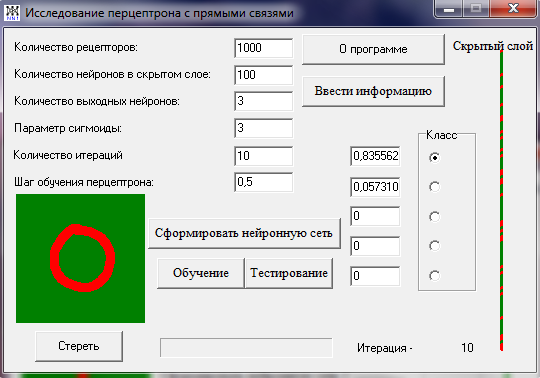 Исследование перцептрона с прямыми связями
Количество рецепторов: 1000
О программе
Скрытый слой
Количество нейронов в скрытом слое: 100
Ввести информацию
Количество выходных нейронов: 3
Параметр сигмоиды: 3
Класс
Количество итераций 10
0,835562
Шаг обучения перцептрона: 0,5
0,057310
0
Сформировать нейронную сеть
0
Обучение
Тестирование
0
Стереть
Итерация - 10